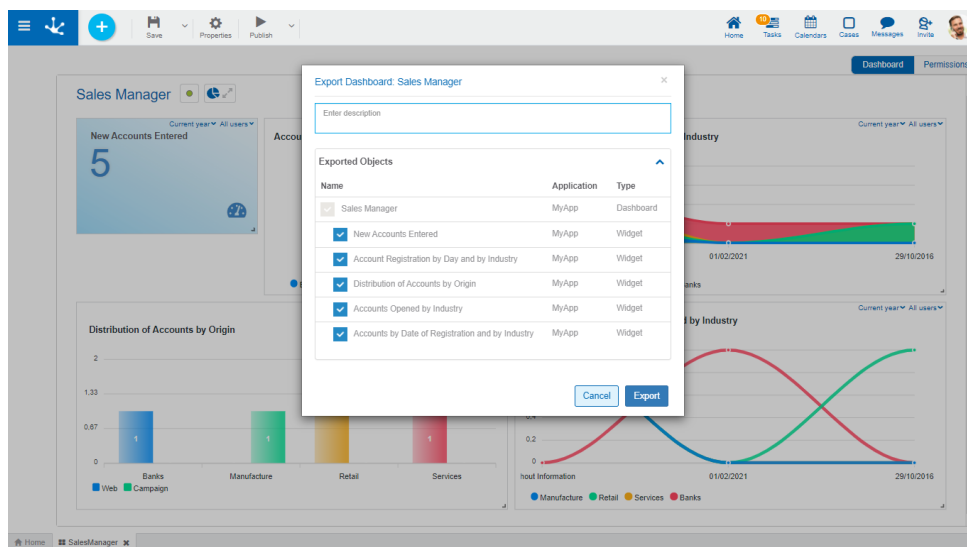 Save
Properties
Publish
Home
10
Tasks
Calendars
Cases
Messages
Invite
Dashboard
Permissions
Sales Manager
Current year All users
New Accounts Entered
5
Accou
Industry
Current year All users
01/02/2021
29/10/2016
anks
Export Dashboard: Sales Manager
×
Enter description
Exported Objects
Name Application Type
Sales Manager MyApp Dashboard
New Accounts Entered MyApp Widget
Account Registration by Day and by Industry MyApp Widget
Distribution of Accounts by Origin MyApp Widget
Accounts Opened by Industry MyApp Widget
Accounts by Date of Registration and by Industry MyApp Widget
Cancel
Export
Distribution of Accounts by Origin
2
1.33
0.67
0
1
1
1
Banks
Manufacture
Retail
Services
Web Campaign
Current year All users
d by Industry
0.4
0.2
0
hout Information
01/02/2021
29/10/2016
Manufacture Retail Services Banks
Home
SalesManager